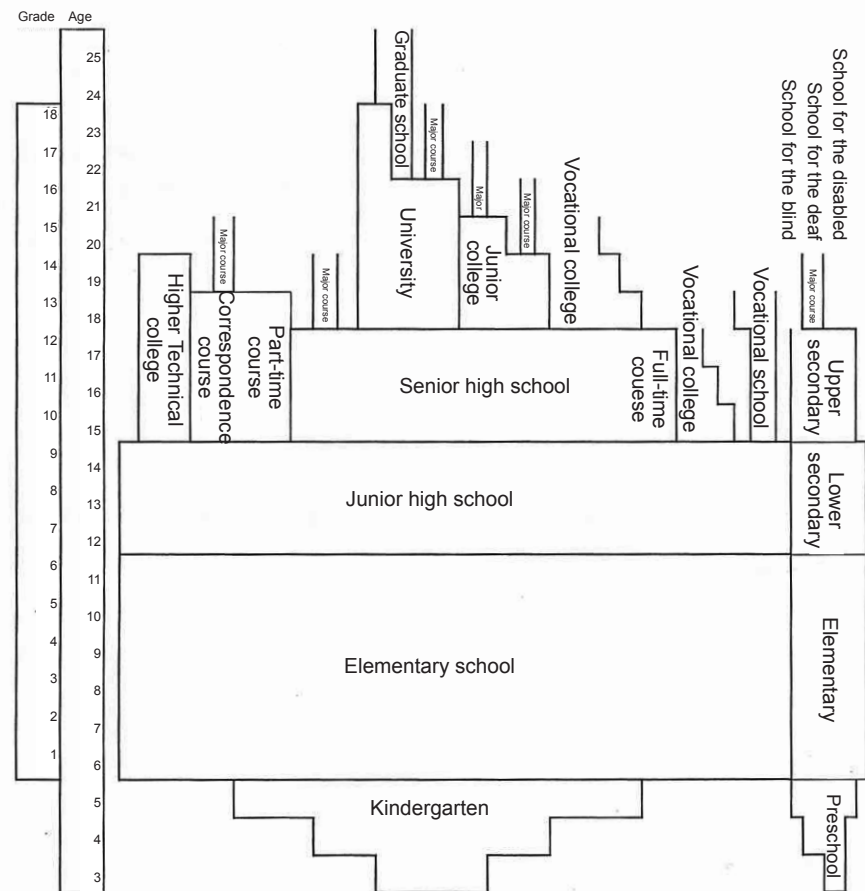 Grade Age
25
24
23
22
21
20
19
18
17
16
15
14
13
12
11
10
9
8
7
6
5
4
3
18
17
16
15
14
13
12
11
10
9
8
7
6
5
4
3
2
1
Higher Technical
college
Major course
Correspondence
course
Part-time
course
Major course
Graduate school
Major course
University
Major
Junior
college
Major course
Vocational college
Senior high school
Full-time
couese
Vocational college
Vocational school
School for the disabled
School for the deaf
School for the blind
Major course
Upper
secondary
Junior high school
Lower
secondary
Elementary school
Elementary
Kindergarten
Preschool